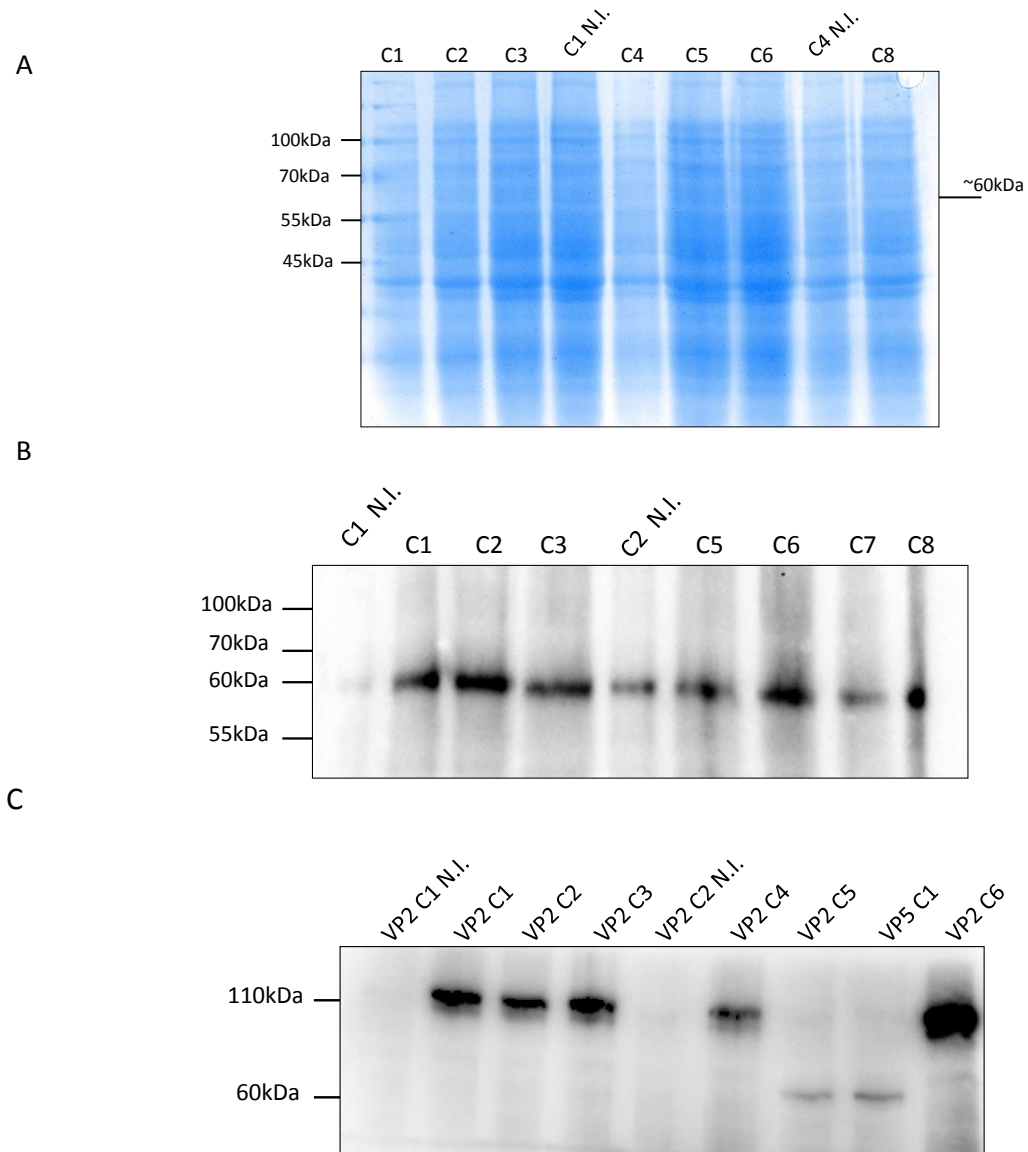 A
C1 C2 C3 C1 N.I. C4 C5 C6 C4 N.I. C8
100kDa
70kDa
~60kDa
55kDa
45kDa
B
C1 N.I. C1 C2 C3 C2 N.I. C5 C6 C7 C8
100kDa
70kDa
60kDa
55kDa
C
VP2 C1 N.I. VP2 C1 VP2 C2 VP2 C3 VP2 C2 N.I. VP2 C4 VP2 C5 VP5 C1 VP2 C6
110kDa
60kDa